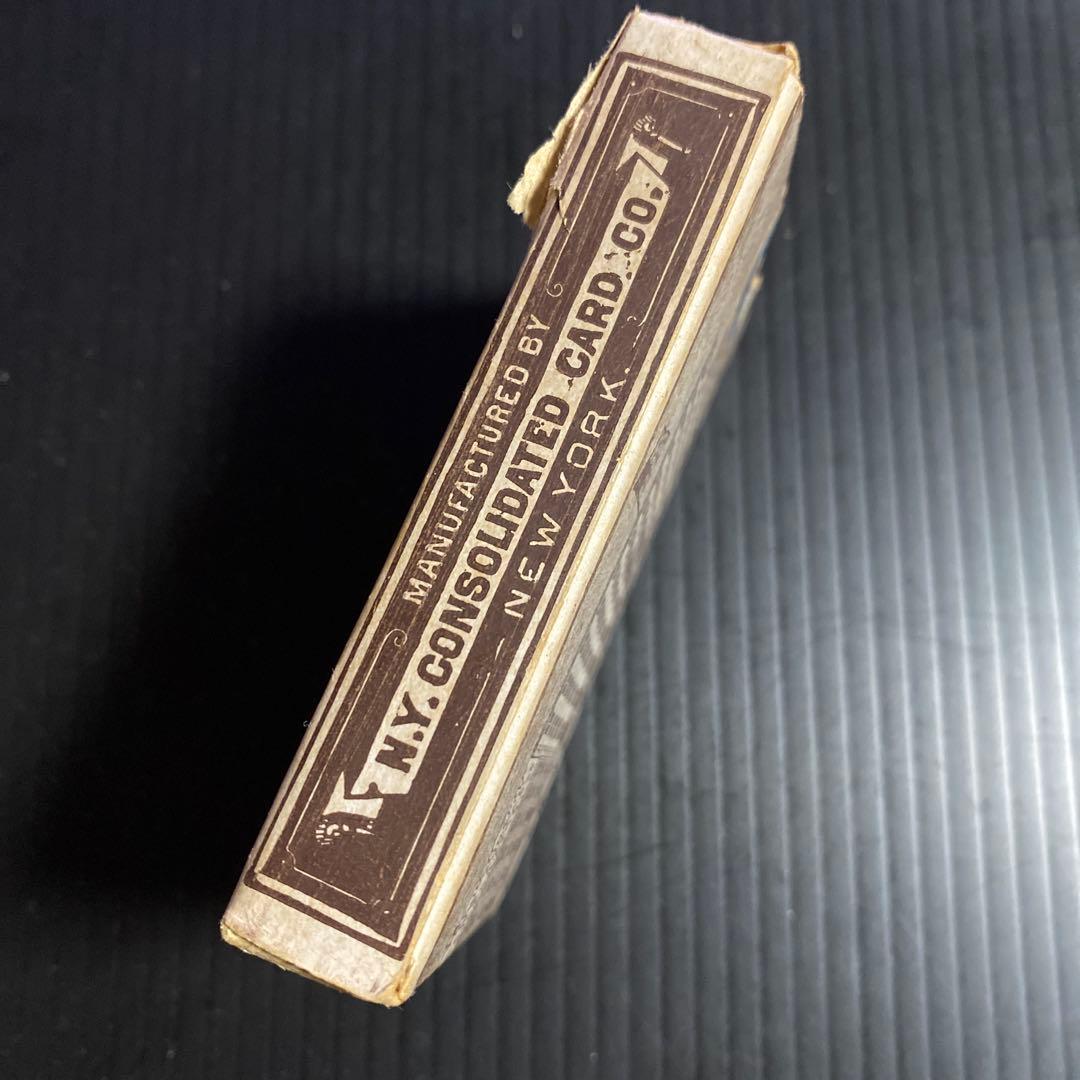 MANUFACTURED BY
N.Y. CONSOLIDATED CARD CO.
NEW YORK.